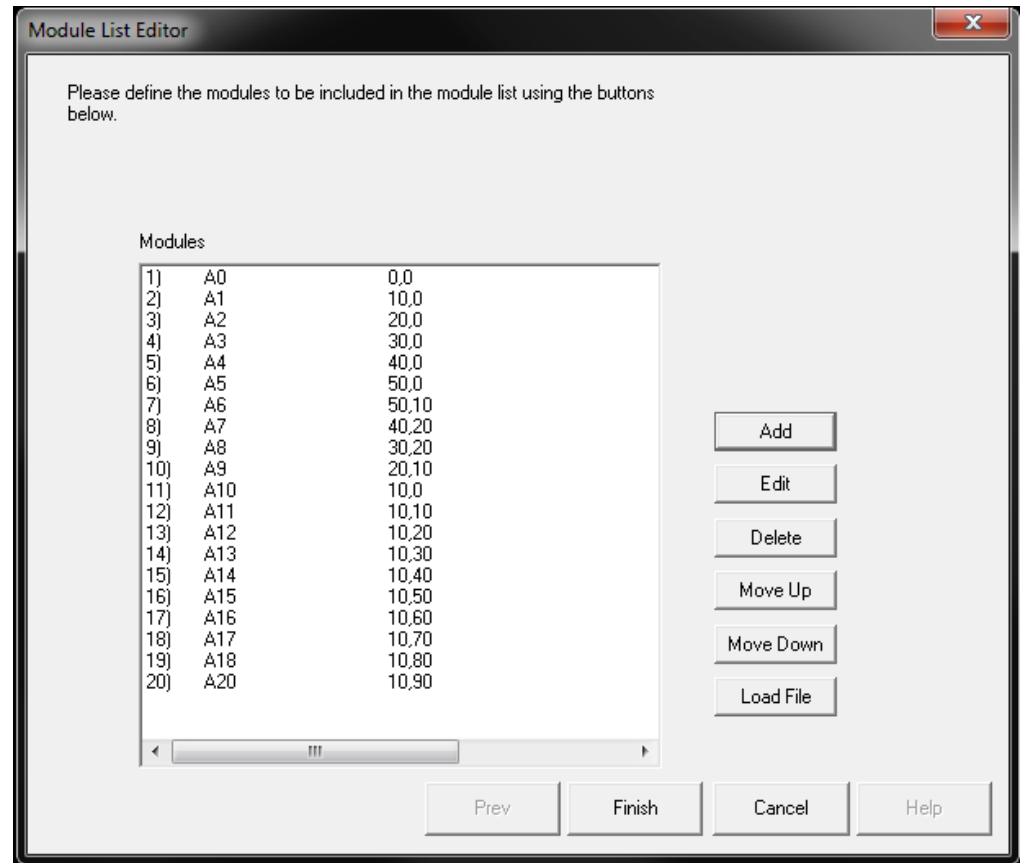 Module List Editor
Please define the modules to be included in the module list using the buttons
below.
Modules
1) A0 0,0
2) A1 10,0
3) A2 20,0
4) A3 30,0
5) A4 40,0
6) A5 50,0
7) A6 50,10
8) A7 40,20
9) A8 30,20
10) A9 20,10
11) A10 10,0
12) A11 10,10
13) A12 10,20
14) A13 10,30
15) A14 10,40
16) A15 10,50
17) A16 10,60
18) A17 10,70
19) A18 10,80
20) A20 10,90
Add
Edit
Delete
Move Up
Move Down
Load File
Prev Finish Cancel Help